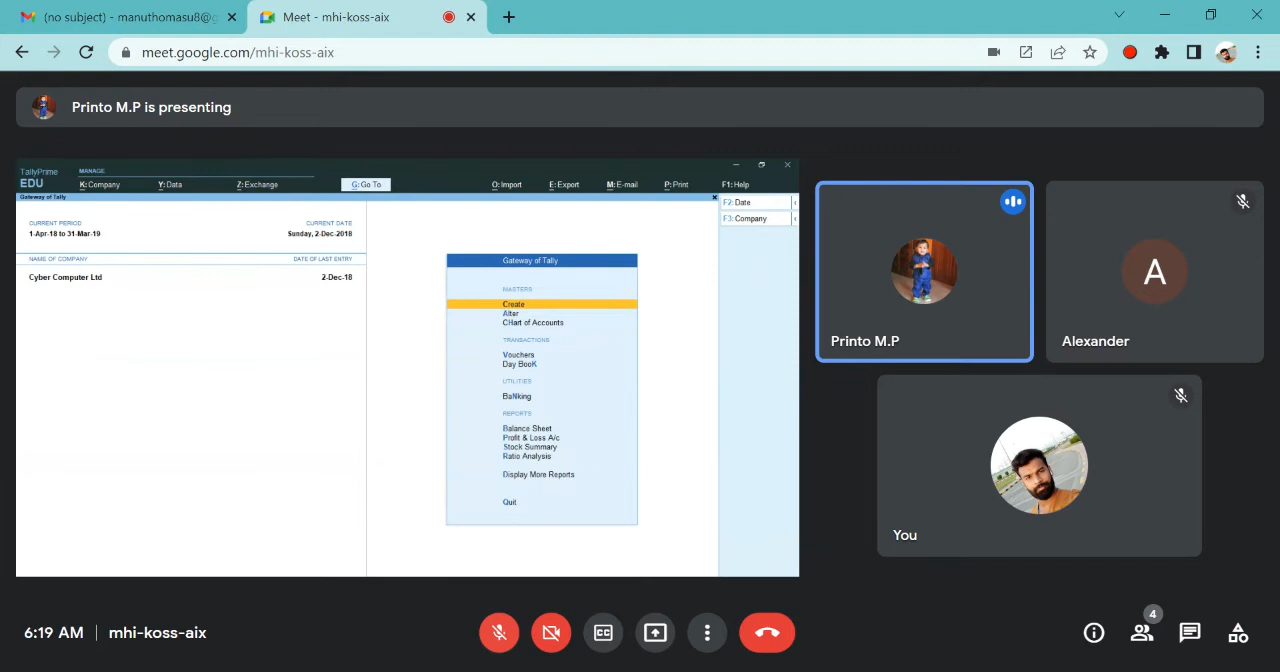 (no subject) - manuthomasu8@g
Meet - mhi-koss-aix
meet.google.com/mhi-koss-aix
Printo M.P is presenting
TallyPrime
EDU
MANAGE
K: Company
Y: Data
Z: Exchange
G: Go To
O: Import
E: Export
M: E-mail
P: Print
F1: Help
Gateway of Tally
F2: Date
F3: Company
CURRENT PERIOD
CURRENT DATE
1-Apr-18 to 31-Mar-19
Sunday, 2-Dec-2018
NAME OF COMPANY
DATE OF LAST ENTRY
Cyber Computer Ltd
2-Dec-18
Gateway of Tally
MASTERS
Create
Alter
CHart of Accounts
TRANSACTIONS
Vouchers
Day BooK
UTILITIES
BaNking
REPORTS
Balance Sheet
Profit & Loss A/c
Stock Summary
Ratio Analysis
Display More Reports
Quit
Printo M.P
A
Alexander
You
6:19 AM | mhi-koss-aix
CC
4